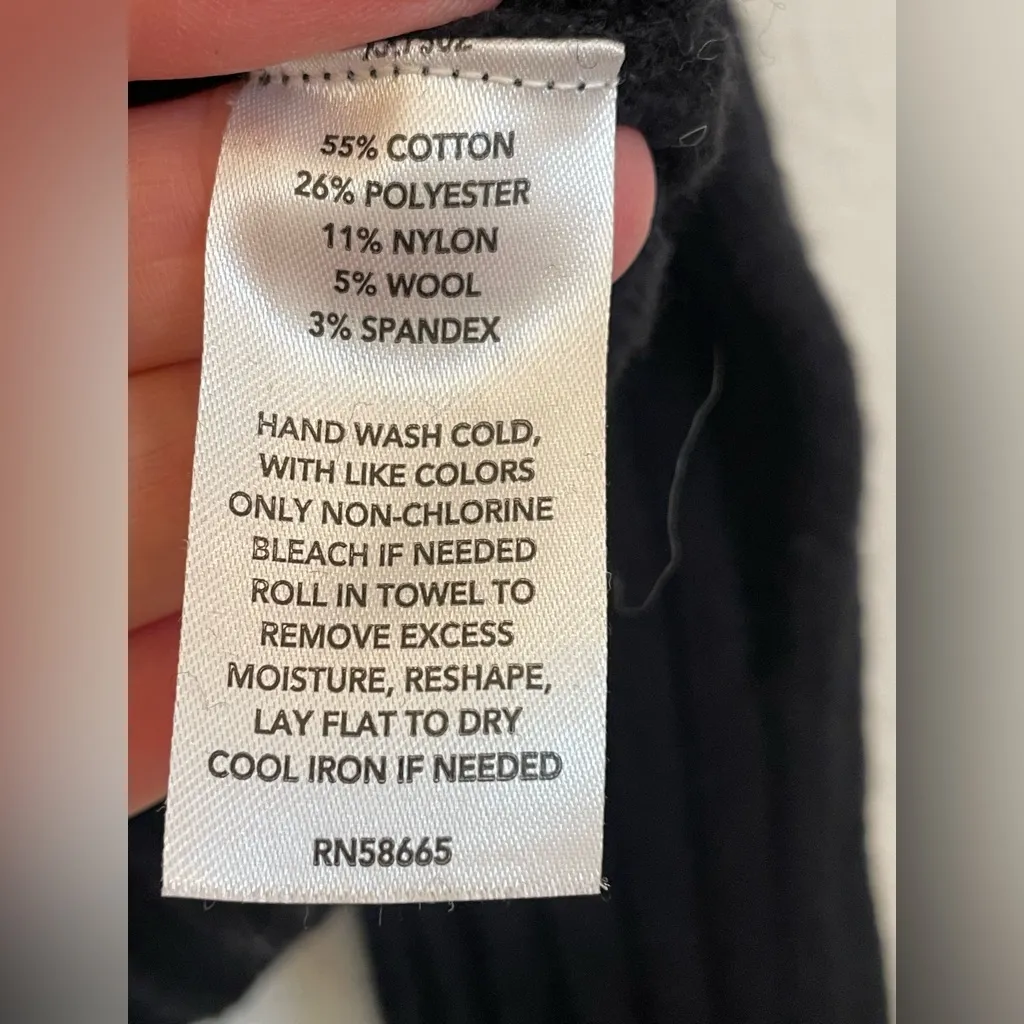 55% COTTON
26% POLYESTER
11% NYLON
5% WOOL
3% SPANDEX
HAND WASH COLD,
WITH LIKE COLORS
ONLY NON-CHLORINE
BLEACH IF NEEDED
ROLL IN TOWEL TO
REMOVE EXCESS
MOISTURE, RESHAPE,
LAY FLAT TO DRY
COOL IRON IF NEEDED
RN58665